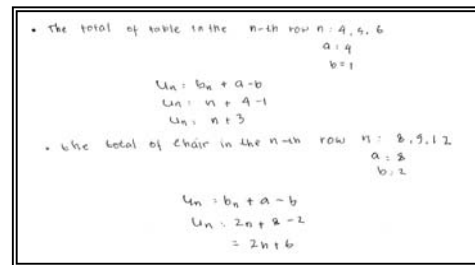 • The total of table in the n-th row n : 4, 5, 6
a : 4
b = 1
Un : bn + a - b
Un : n + 4 - 1
Un : n + 3
• the total of chair in the n-th row n : 8, 9, 12
a : 8
b : 2
Un : bn + a - b
Un : 2n + 8 - 2
= 2n + 6